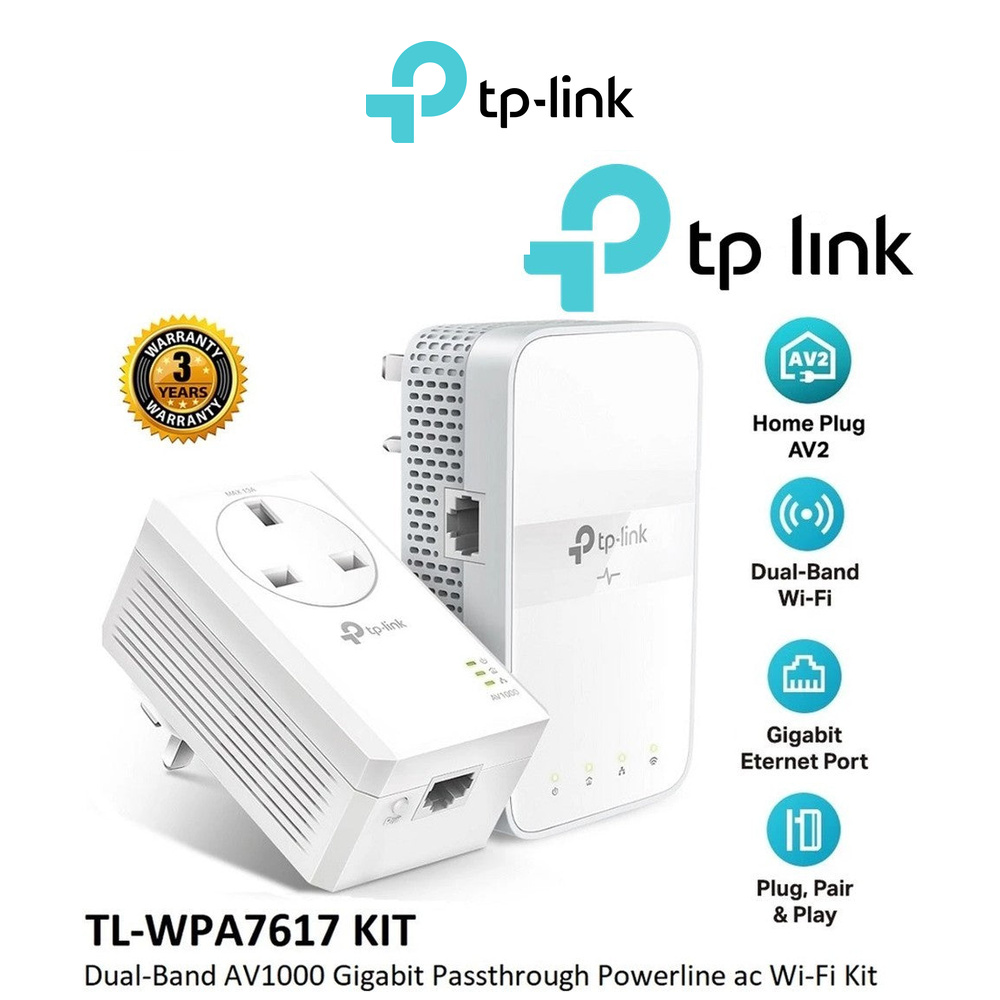 tp-link
tp link
WARRANTY
3
YEARS
WARRANTY
MAX 13A
tp-link
AV1000
tp-link
AV2
Home Plug
AV2
Dual-Band
Wi-Fi
Gigabit
Eternet Port
Plug, Pair
& Play
TL-WPA7617 KIT
Dual-Band AV1000 Gigabit Passthrough Powerline ac Wi-Fi Kit